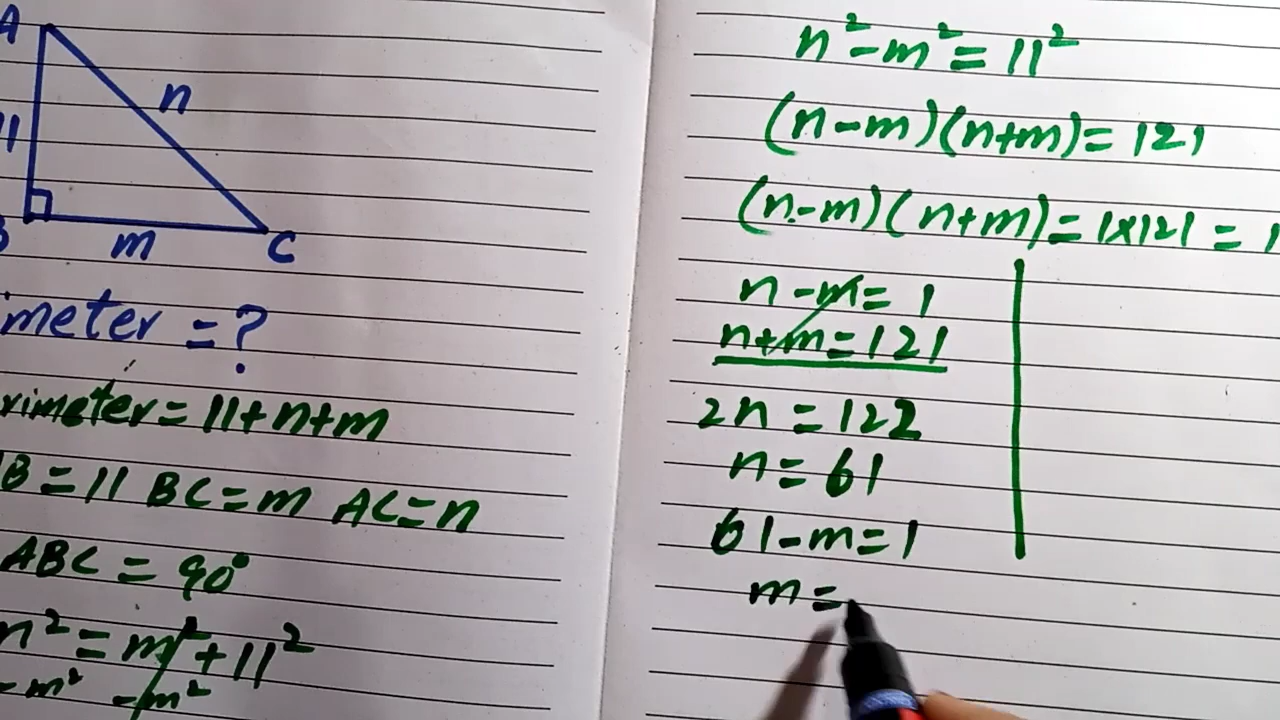 A
n
11
m
C
imeter = ?
rimeter = 11+n+m
B = 11 BC = m AC = n
ABC = 90°
n² = m² + 11²
-m² -m²
n² - m² = 11²
(n-m)(n+m) = 121
(n-m)(n+m) = 1×121 = 1
n - m = 1
n+m = 121
2n = 122
n = 61
61 - m = 1
m =